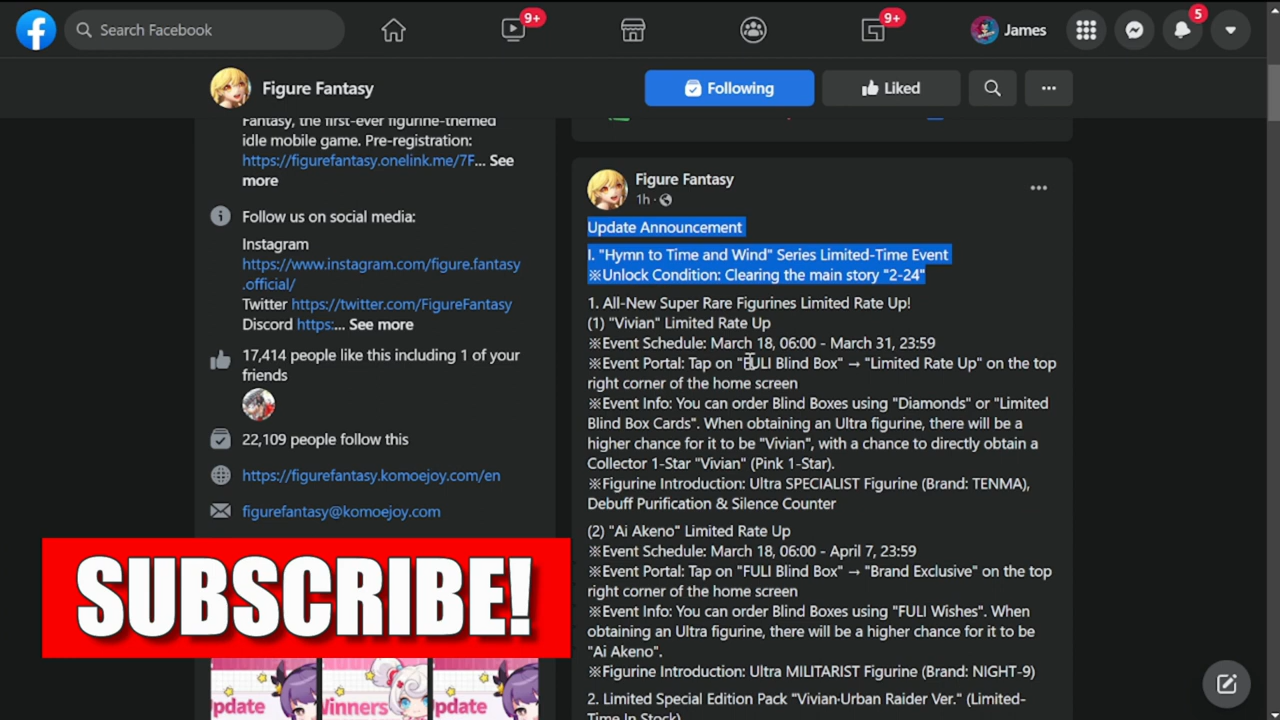 Search Facebook
9+
9+
James
5
Figure Fantasy
Following
Liked
Fantasy, the first-ever figurine-themed
idle mobile game. Pre-registration:
https://figurefantasy.onelink.me/7F... See
more
Follow us on social media:
Instagram
https://www.instagram.com/figure.fantasy
.official/
Twitter https://twitter.com/FigureFantasy
Discord https:... See more
17,414 people like this including 1 of your
friends
22,109 people follow this
https://figurefantasy.komoejoy.com/en
figurefantasy@komoejoy.com
SUBSCRIBE!
Update
Winners
Update
Figure Fantasy
1h ·
Update Announcement
I. "Hymn to Time and Wind" Series Limited-Time Event
※Unlock Condition: Clearing the main story "2-24"
1. All-New Super Rare Figurines Limited Rate Up!
(1) "Vivian" Limited Rate Up
※Event Schedule: March 18, 06:00 - March 31, 23:59
※Event Portal: Tap on "FULI Blind Box" → "Limited Rate Up" on the top
right corner of the home screen
※Event Info: You can order Blind Boxes using "Diamonds" or "Limited
Blind Box Cards". When obtaining an Ultra figurine, there will be a
higher chance for it to be "Vivian", with a chance to directly obtain a
Collector 1-Star "Vivian" (Pink 1-Star).
※Figurine Introduction: Ultra SPECIALIST Figurine (Brand: TENMA),
Debuff Purification & Silence Counter
(2) "Ai Akeno" Limited Rate Up
※Event Schedule: March 18, 06:00 - April 7, 23:59
※Event Portal: Tap on "FULI Blind Box" → "Brand Exclusive" on the top
right corner of the home screen
※Event Info: You can order Blind Boxes using "FULI Wishes". When
obtaining an Ultra figurine, there will be a higher chance for it to be
"Ai Akeno".
※Figurine Introduction: Ultra MILITARIST Figurine (Brand: NIGHT-9)
2. Limited Special Edition Pack "Vivian·Urban Raider Ver." (Limited-
Time In Stock)